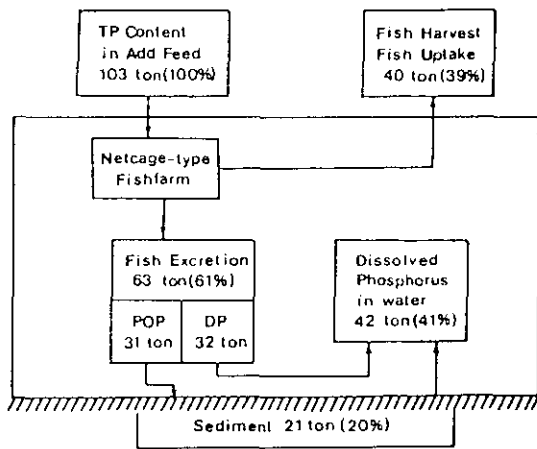 TP Content
in Add Feed
103 ton(100%)
Fish Harvest
Fish Uptake
40 ton(39%)
Netcage-type
Fishfarm
Fish Excretion
63 ton(61%)
POP
31 ton
DP
32 ton
Dissolved
Phosphorus
in water
42 ton(41%)
Sediment 21 ton(20%)